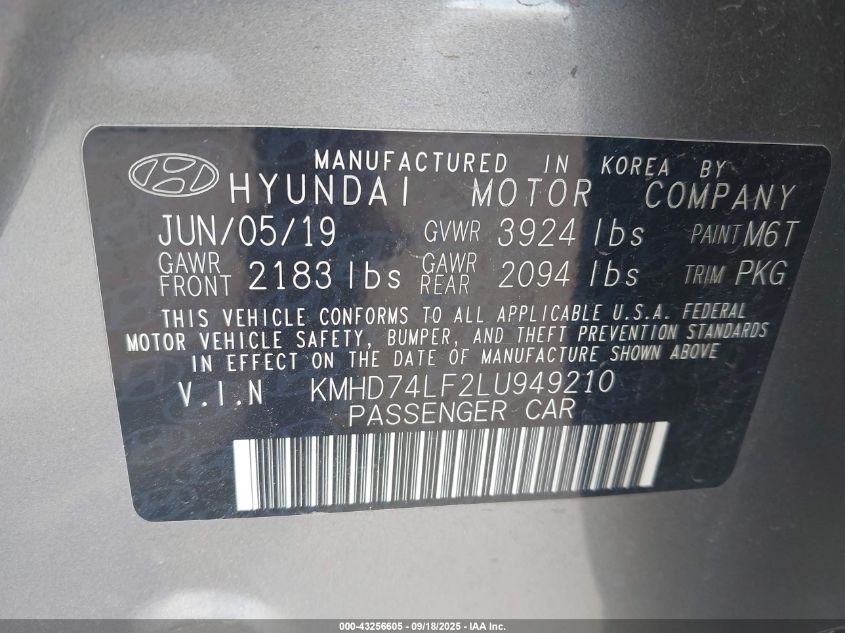 MANUFACTURED IN KOREA BY
HYUNDAI MOTOR COMPANY
JUN/05/19 GVWR 3924 lbs PAINT M6T
GAWR FRONT 2183 lbs GAWR REAR 2094 lbs TRIM PKG
THIS VEHICLE CONFORMS TO ALL APPLICABLE U.S.A. FEDERAL
MOTOR VEHICLE SAFETY, BUMPER, AND THEFT PREVENTION STANDARDS
IN EFFECT ON THE DATE OF MANUFACTURE SHOWN ABOVE
V.I.N KMHD74LF2LU949210
PASSENGER CAR
000-43256605 - 09/18/2025 - IAA Inc.